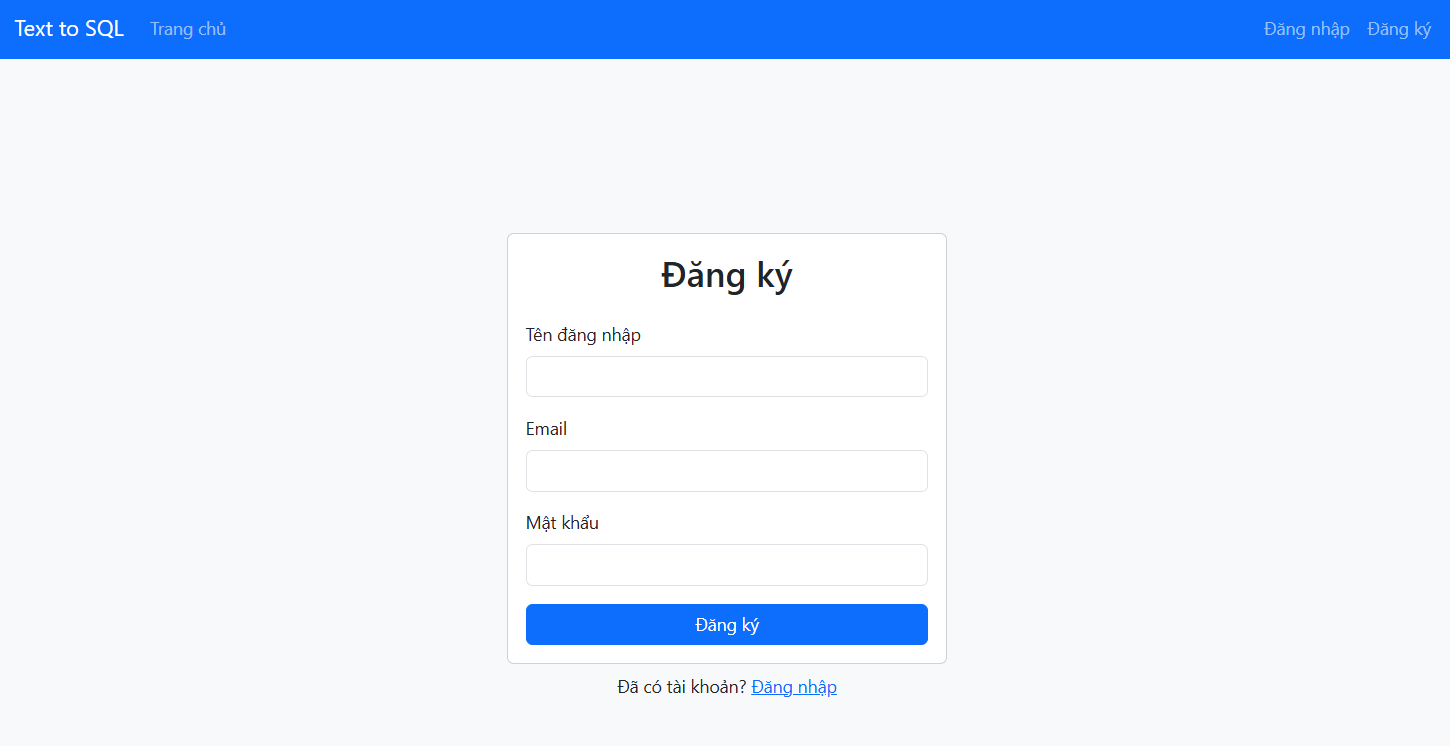 Text to SQL Trang chủ Đăng nhập Đăng ký
Đăng ký
Tên đăng nhập
Email
Mật khẩu
Đăng ký
Đã có tài khoản? Đăng nhập